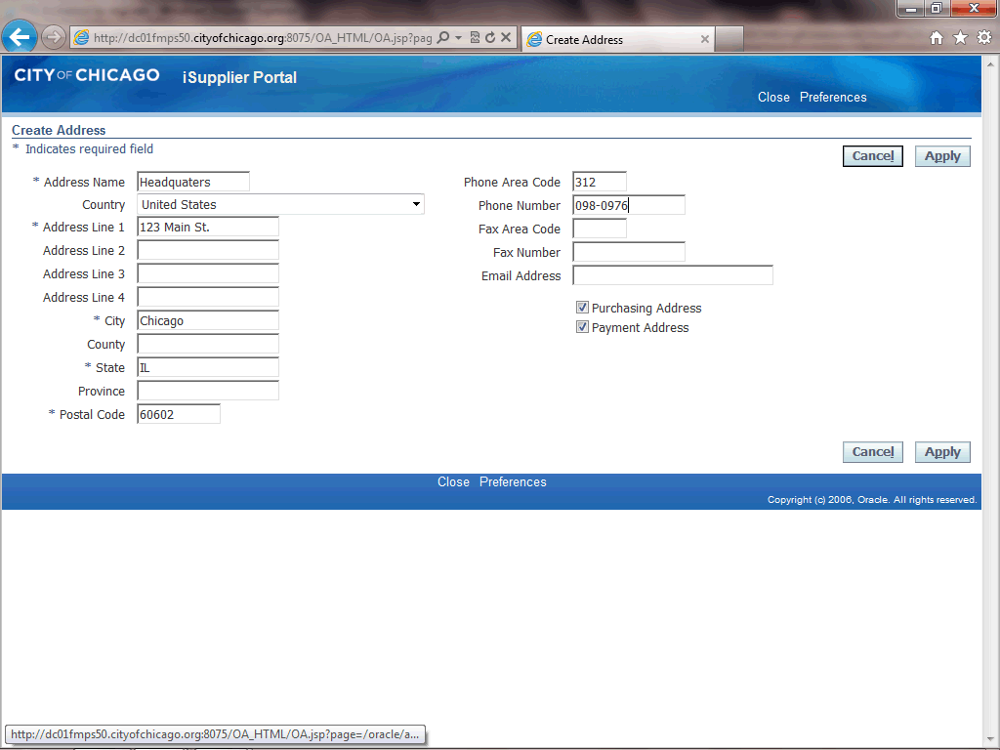 http://dc01fmps50.cityofchicago.org:8075/OA_HTML/OA.jsp?pag
Create Address
CITY OF CHICAGO iSupplier Portal
Close Preferences
Create Address
* Indicates required field
Cancel Apply
* Address Name Headquaters
Country United States
* Address Line 1 123 Main St.
Address Line 2
Address Line 3
Address Line 4
* City Chicago
County
* State IL
Province
* Postal Code 60602
Phone Area Code 312
Phone Number 098-0976
Fax Area Code
Fax Number
Email Address
Purchasing Address
Payment Address
Cancel Apply
Close Preferences
Copyright (c) 2006, Oracle. All rights reserved.
http://dc01fmps50.cityofchicago.org:8075/OA_HTML/OA.jsp?page=/oracle/a...